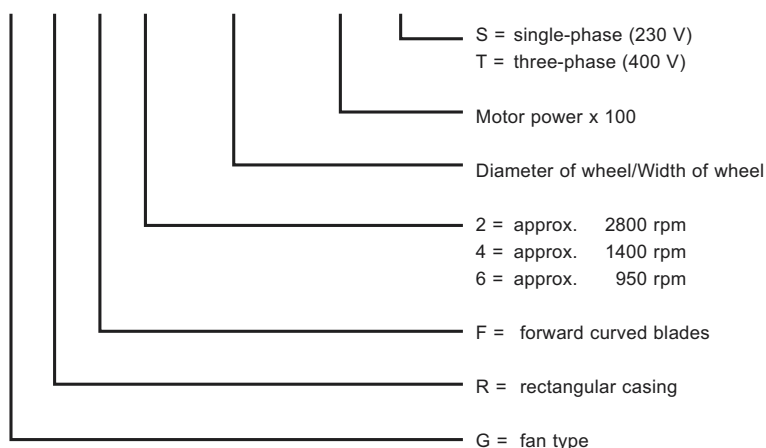 S = single-phase (230 V)
T = three-phase (400 V)
Motor power x 100
Diameter of wheel/Width of wheel
2 = approx. 2800 rpm
4 = approx. 1400 rpm
6 = approx. 950 rpm
F = forward curved blades
R = rectangular casing
G = fan type